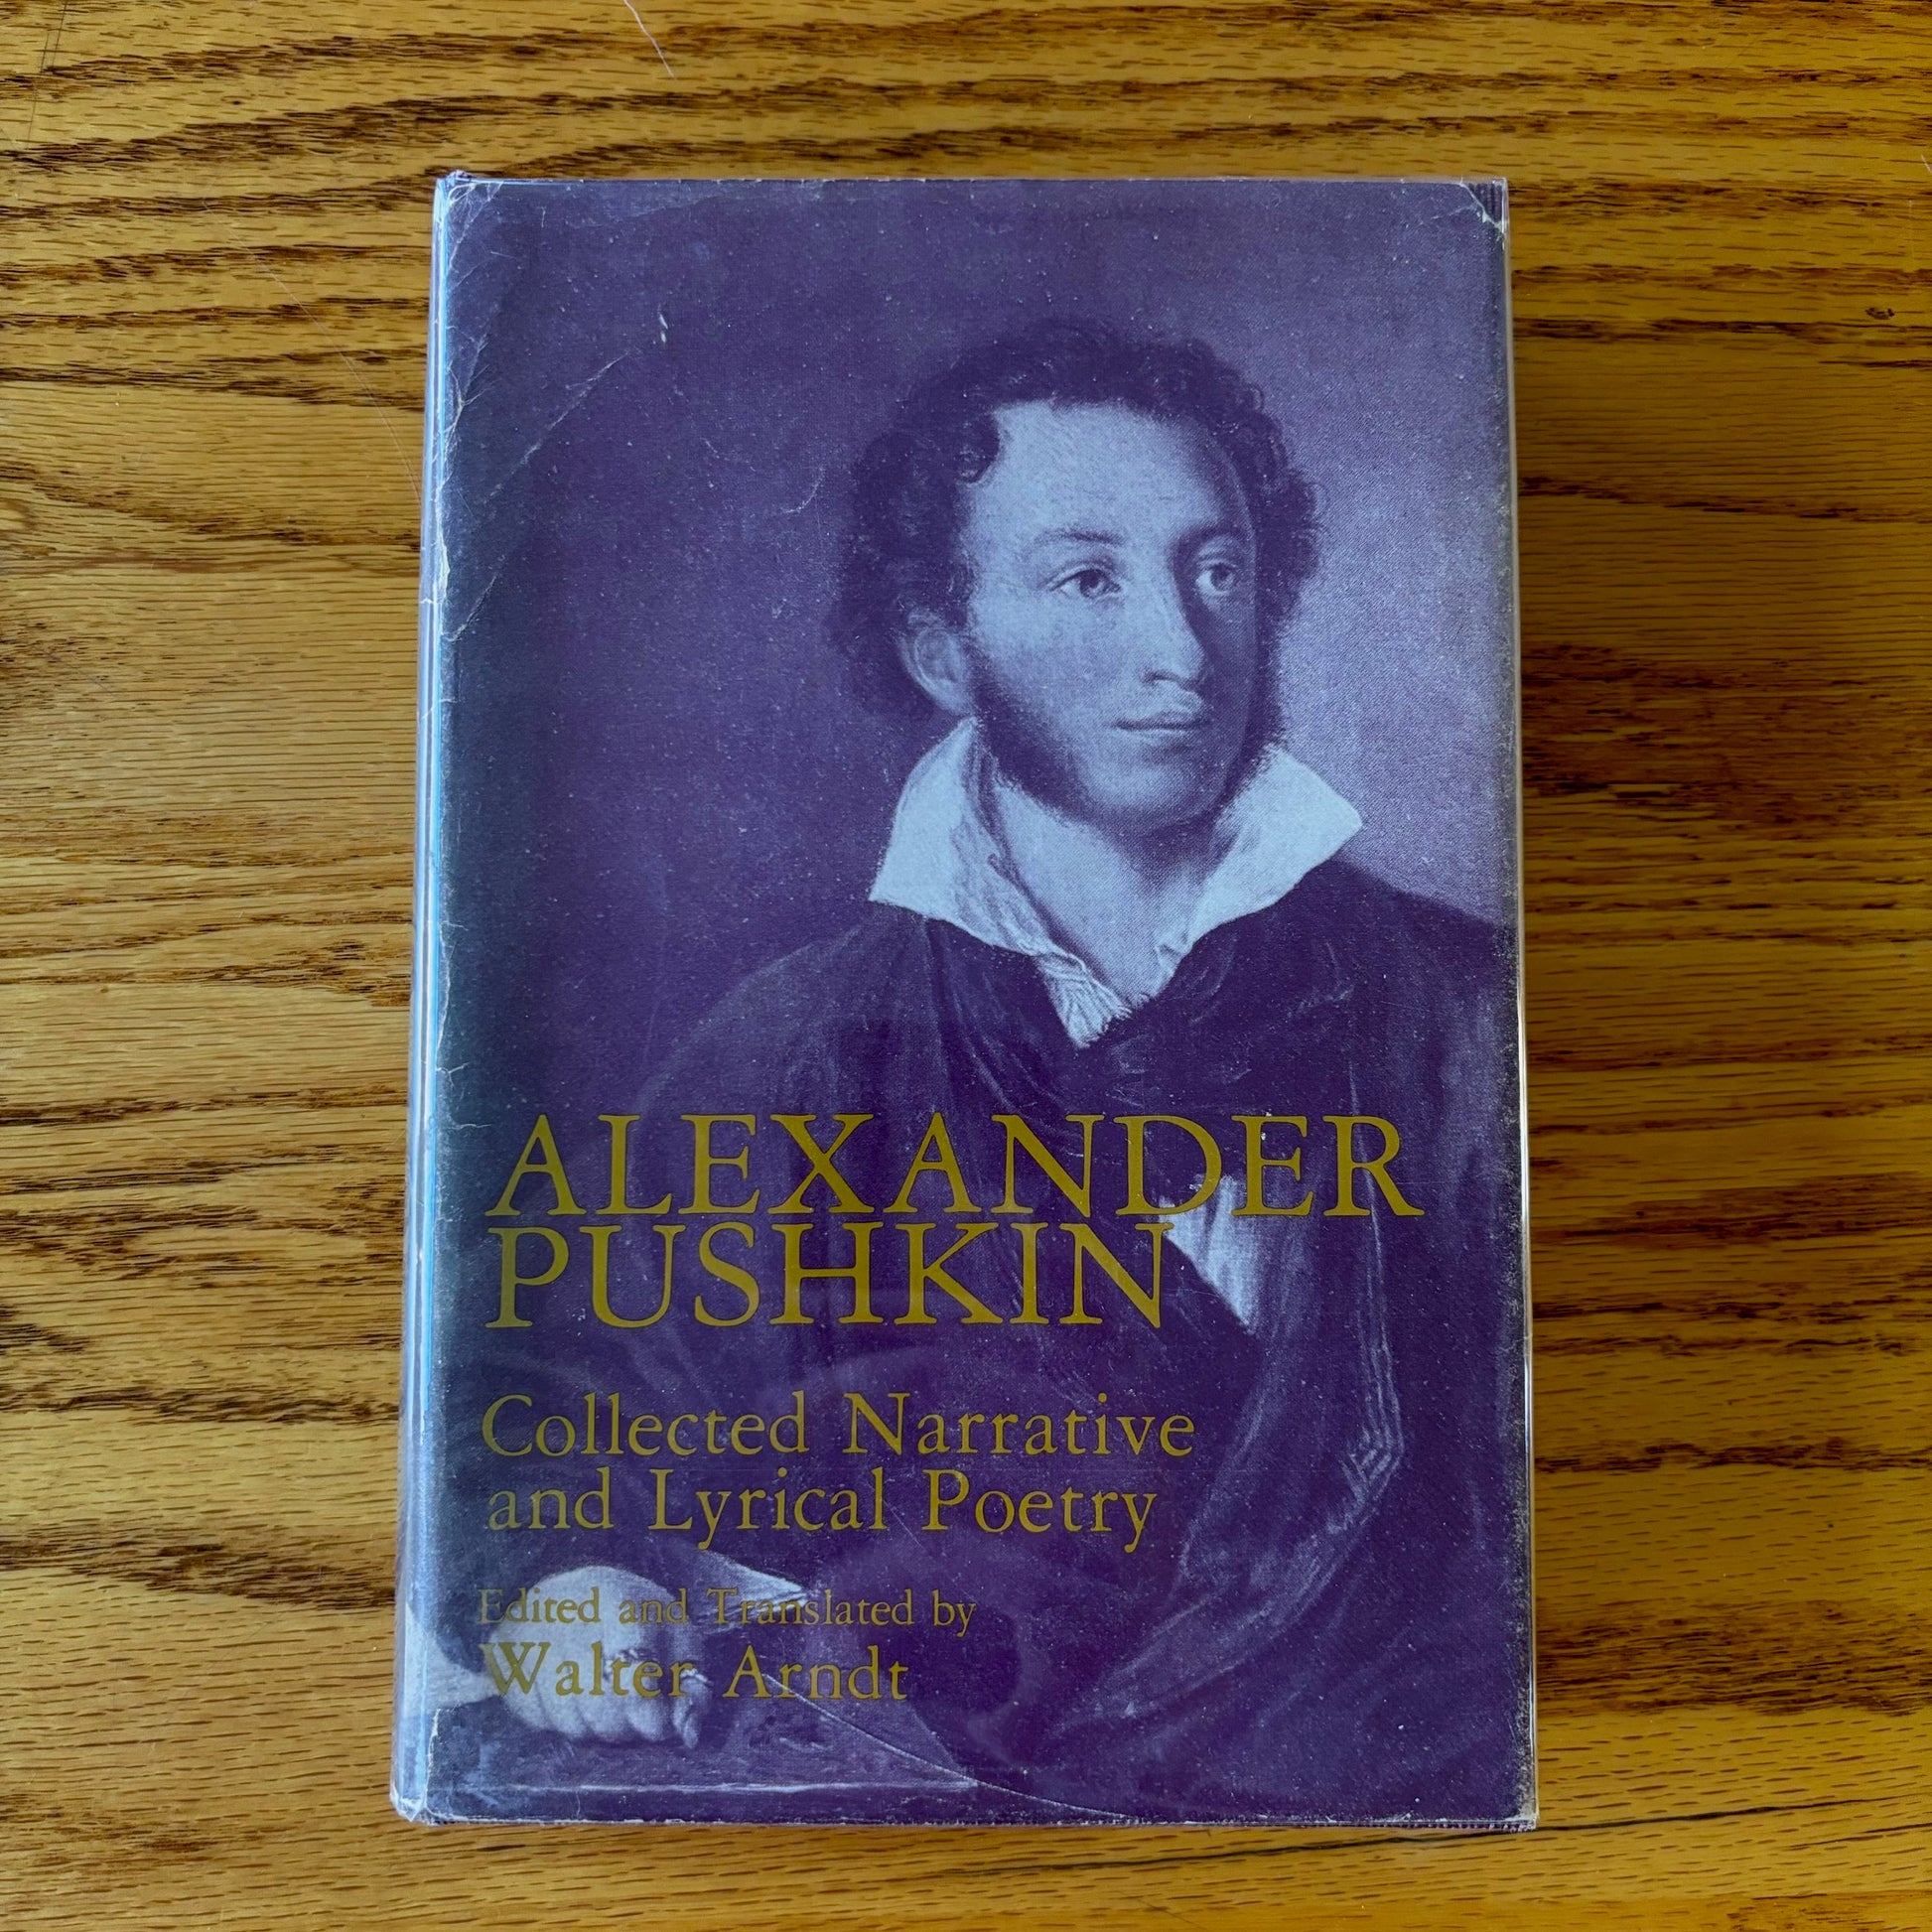 ALEXANDER
PUSHKIN
Collected Narrative
and Lyrical Poetry
Edited and Translated by
Walter Arndt